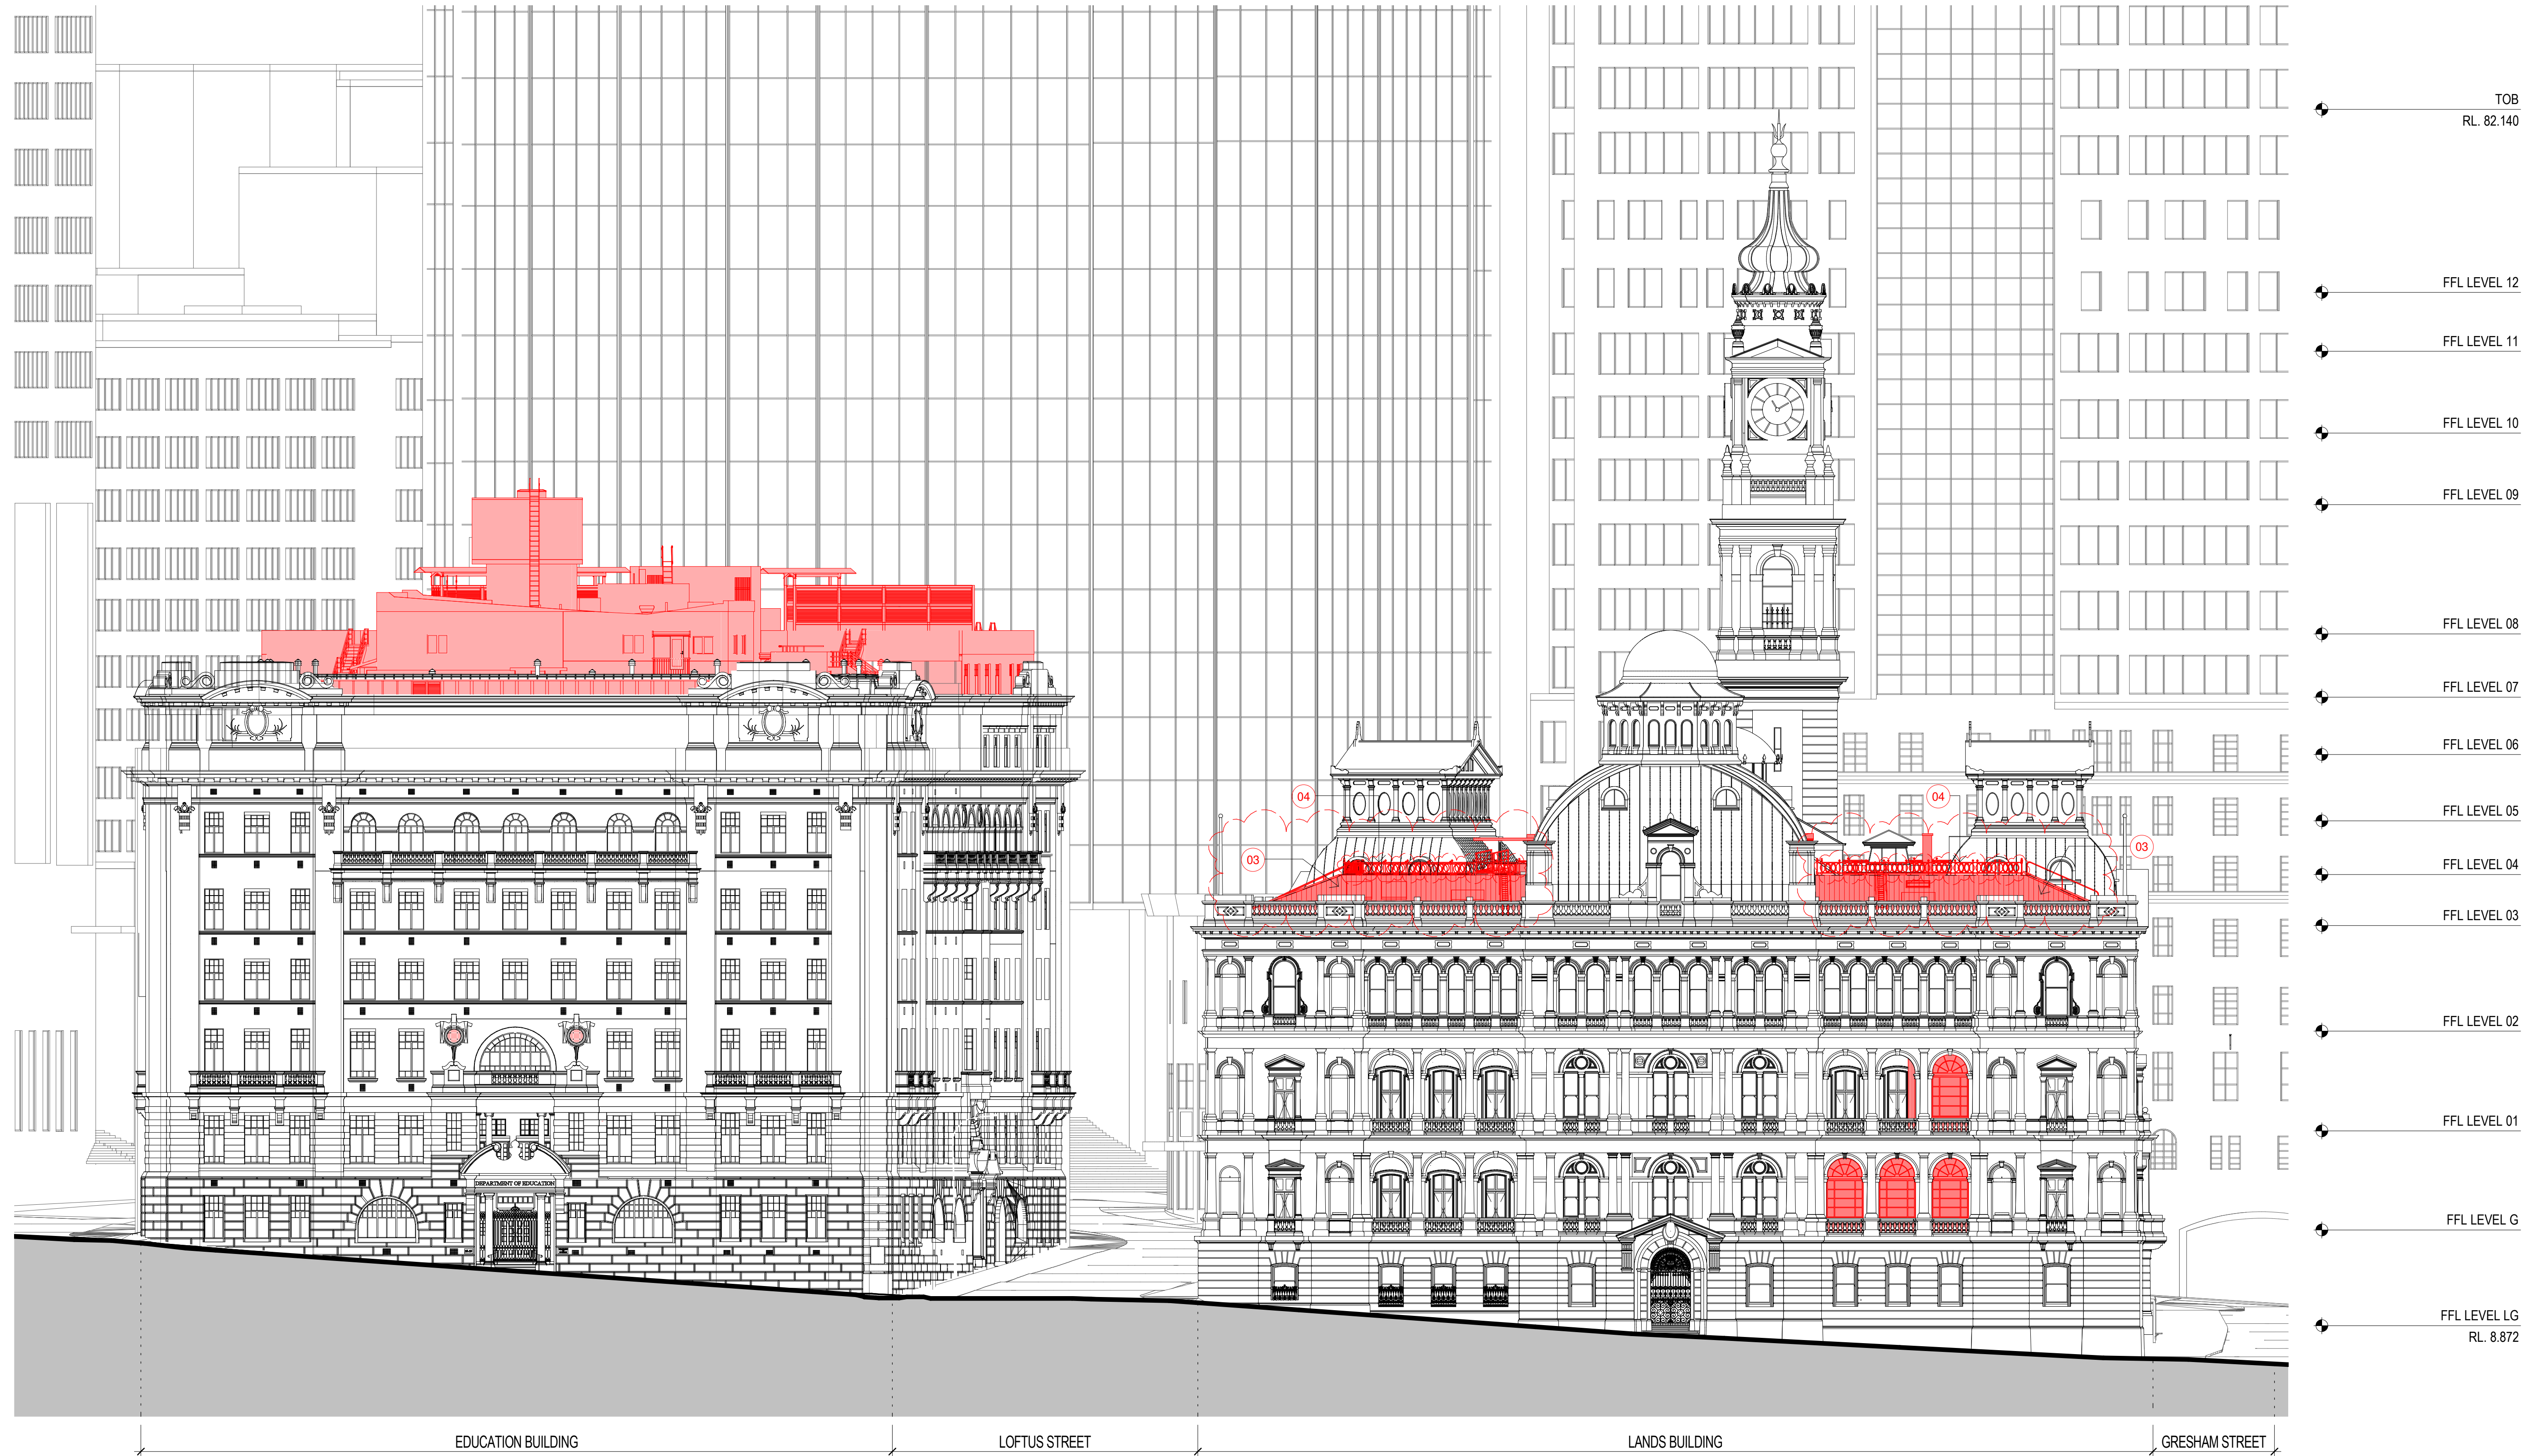 TOB
RL. 82.140
FFL LEVEL 12
FFL LEVEL 11
FFL LEVEL 10
FFL LEVEL 09
FFL LEVEL 08
FFL LEVEL 07
FFL LEVEL 06
04
04
FFL LEVEL 05
03
03
FFL LEVEL 04
FFL LEVEL 03
FFL LEVEL 02
FFL LEVEL 01
DEPARTMENT OF EDUCATION
FFL LEVEL G
FFL LEVEL LG
RL. 8.872
EDUCATION BUILDING
LOFTUS STREET
LANDS BUILDING
GRESHAM STREET